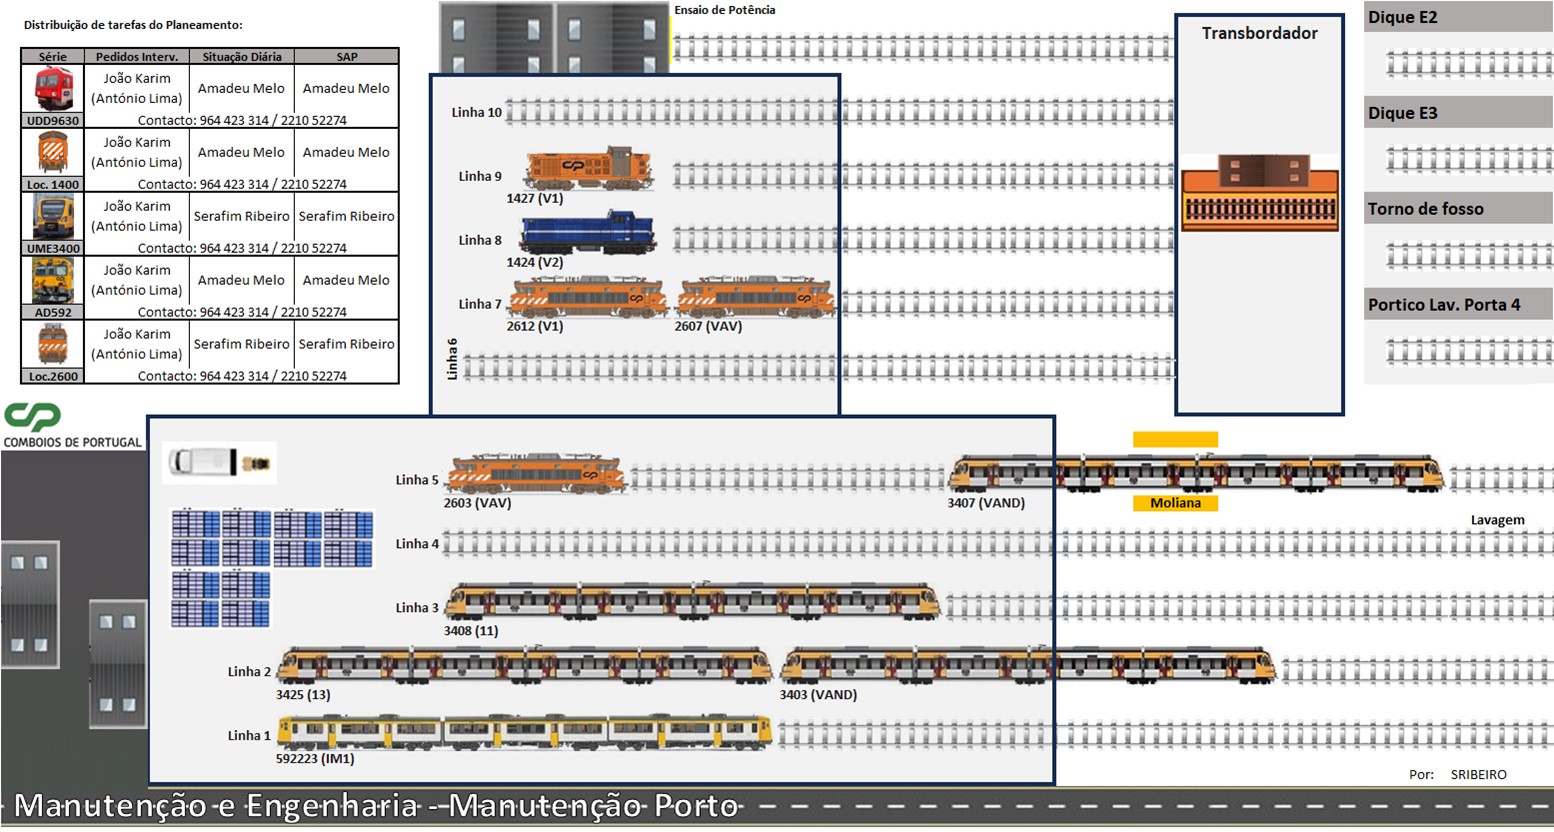 Distribuição de tarefas do Planeamento:
Série Pedidos Interv. Situação Diária SAP
João Karim
(António Lima) Amadeu Melo Amadeu Melo
UDD9630 Contacto: 964 423 314 / 2210 52274
João Karim
(António Lima) Amadeu Melo Amadeu Melo
Loc. 1400 Contacto: 964 423 314 / 2210 52274
João Karim
(António Lima) Serafim Ribeiro Serafim Ribeiro
UME3400 Contacto: 964 423 314 / 2210 52274
João Karim
(António Lima) Amadeu Melo Amadeu Melo
AD592 Contacto: 964 423 314 / 2210 52274
João Karim
(António Lima) Serafim Ribeiro Serafim Ribeiro
Loc.2600 Contacto: 964 423 314 / 2210 52274
CP
COMBOIOS DE PORTUGAL
Ensaio de Potência
Linha 10
Linha 9
1427 (V1)
Linha 8
1424 (V2)
Linha 7
2612 (V1) 2607 (VAV)
Linha 6
Transbordador
Dique E2
Dique E3
Torno de fosso
Portico Lav. Porta 4
Linha 5
2603 (VAV) 3407 (VAND)
Moliana
Lavagem
Linha 4
Linha 3
3408 (11)
Linha 2
3425 (13) 3403 (VAND)
Linha 1
592223 (IM1)
Por: SRIBEIRO
Manutenção e Engenharia - Manutenção Porto